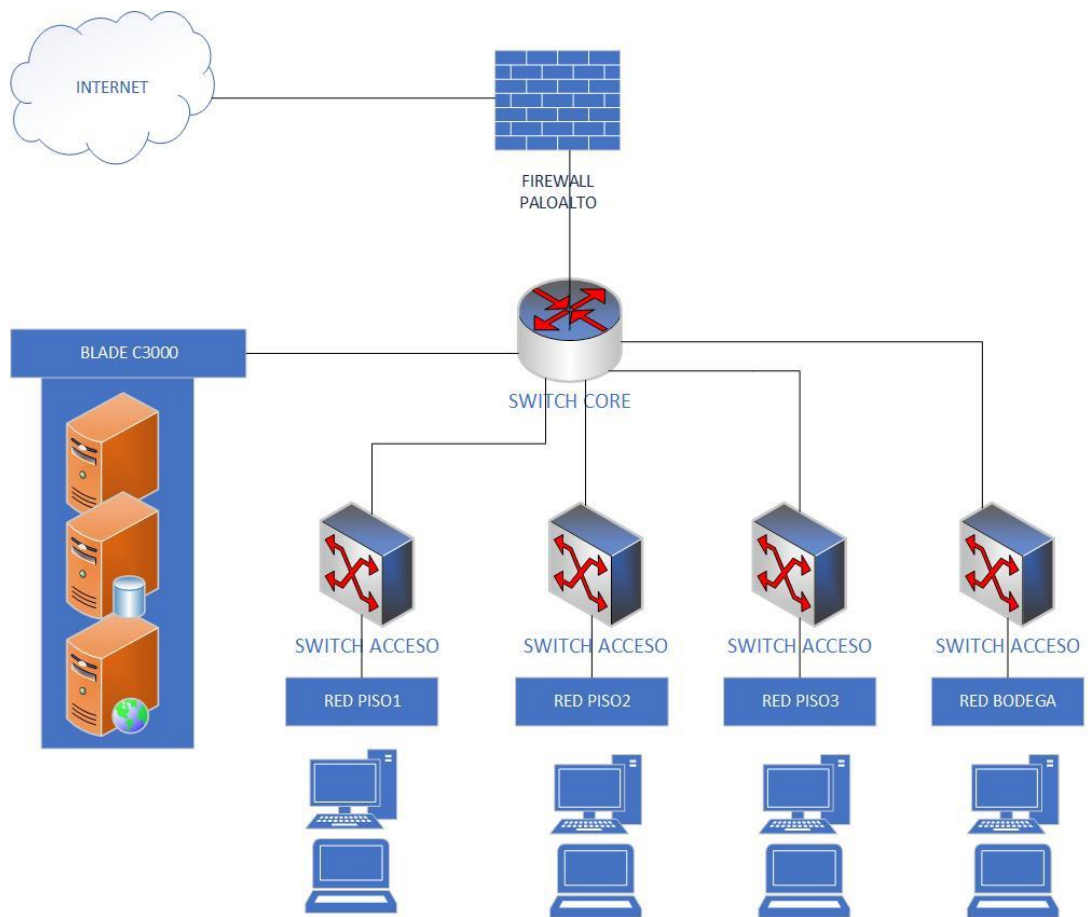 INTERNET
FIREWALL
PALOALTO
BLADE C3000
SWITCH CORE
SWITCH ACCESO
SWITCH ACCESO
SWITCH ACCESO
SWITCH ACCESO
RED PISO1
RED PISO2
RED PISO3
RED BODEGA